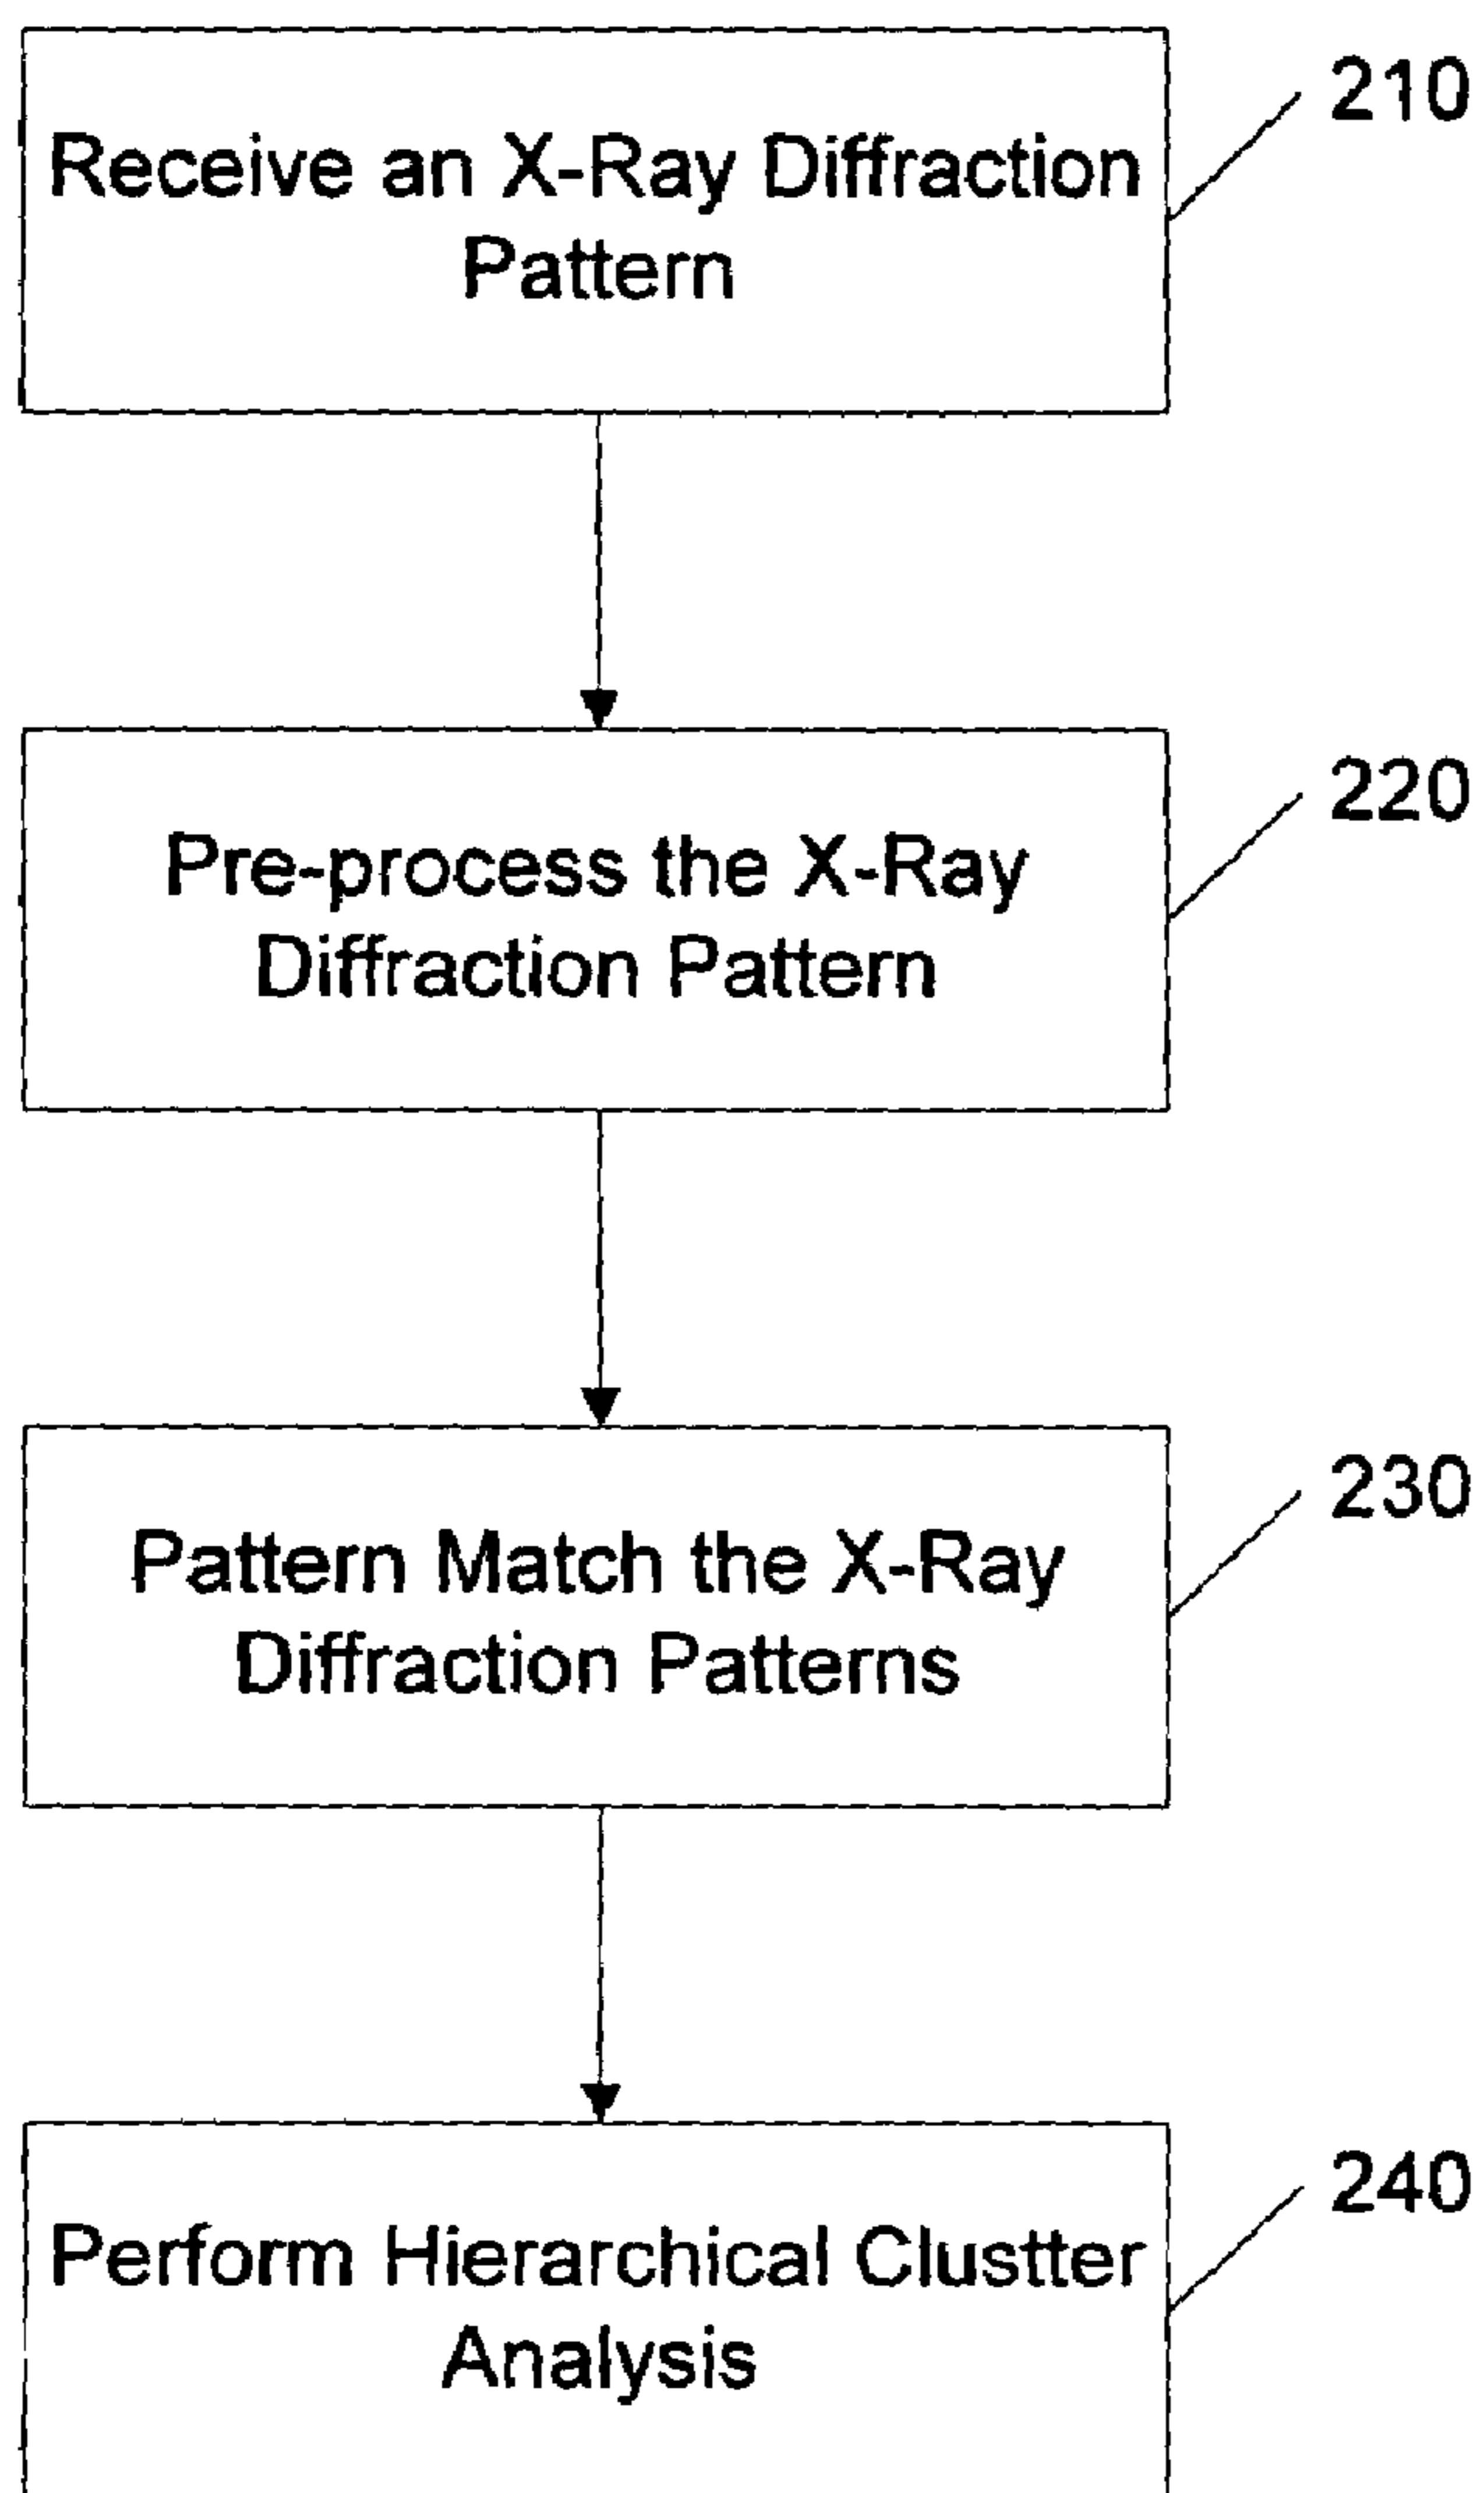 210
Receive an X-Ray Diffraction
Pattern
220
Pre-process the X-Ray
Diffraction Pattern
230
Pattern Match the X-Ray
Diffraction Patterns
240
Perform Hierarchical Clustter
Analysis